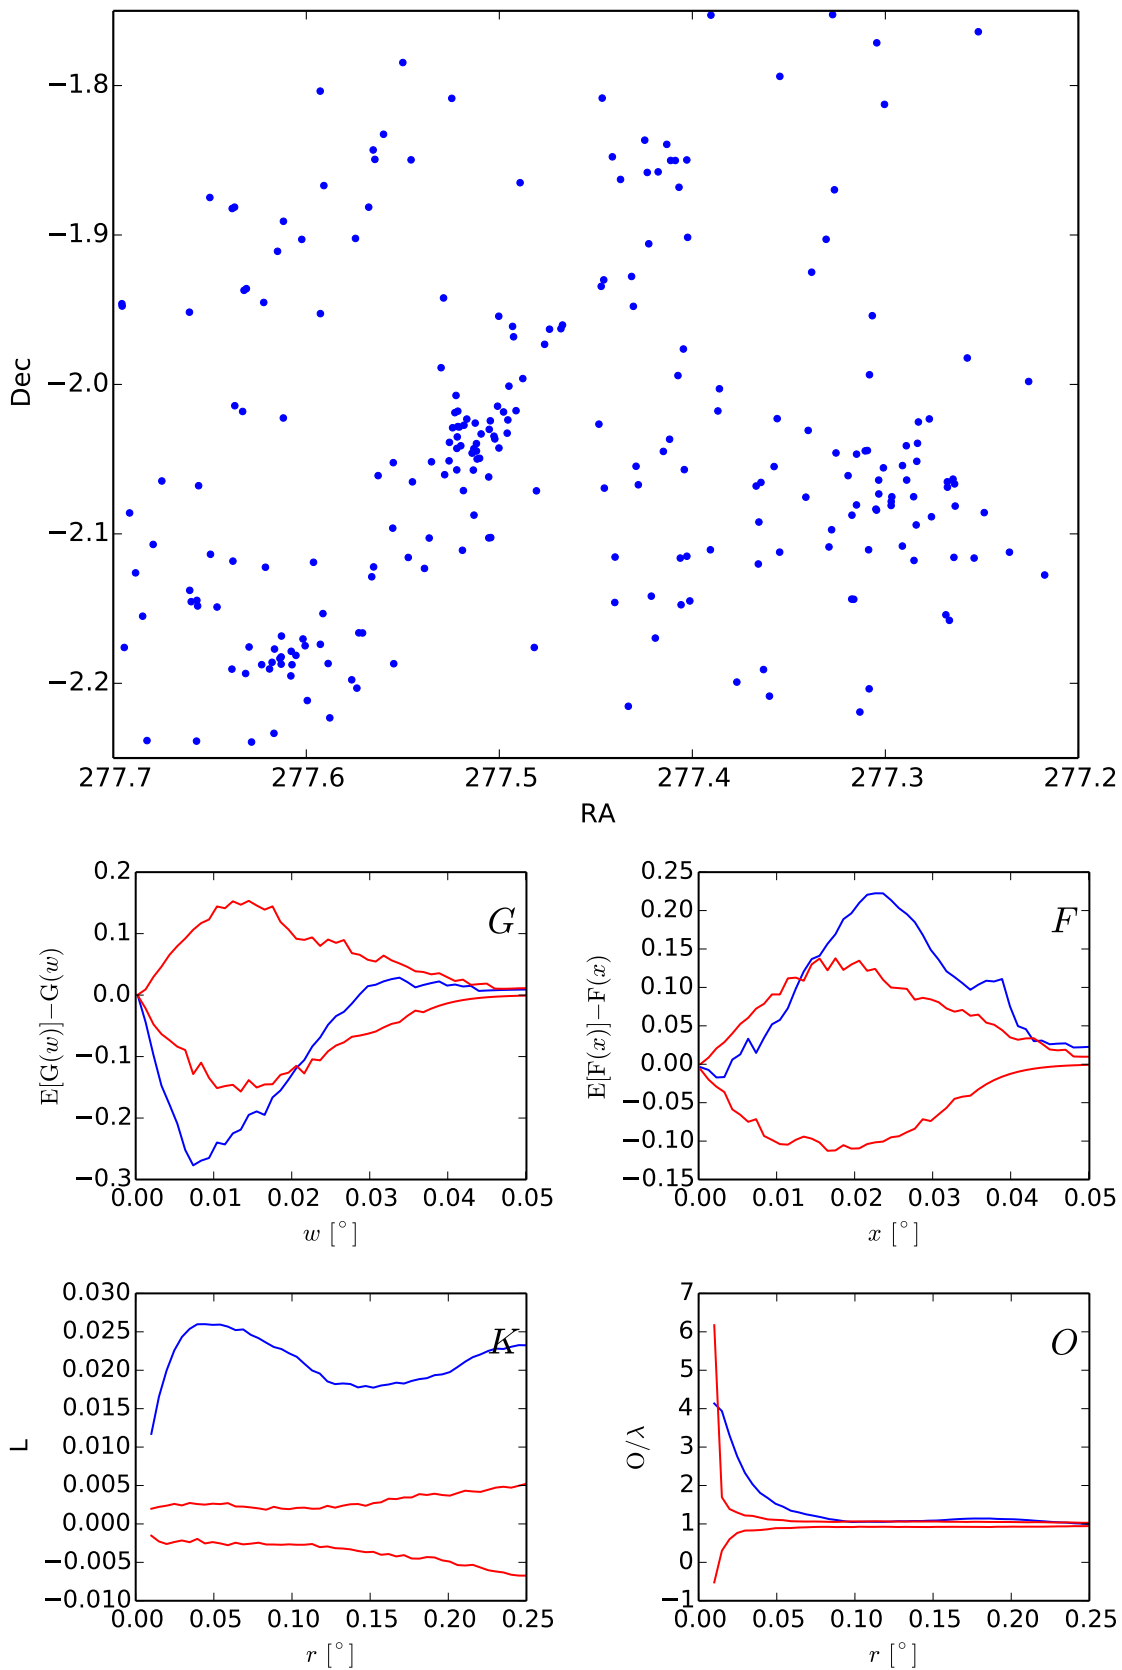 −1.8
−1.9
−2.0
−2.1
−2.2
Dec
277.7 277.6 277.5 277.4 277.3 277.2
RA
0.2
0.1
0.0
−0.1
−0.2
−0.3
E[G(w)]−G(w)
G
0.00 0.01 0.02 0.03 0.04 0.05
w [°]
0.25
0.20
0.15
0.10
0.05
0.00
−0.05
−0.10
−0.15
E[F(x)]−F(x)
F
0.00 0.01 0.02 0.03 0.04 0.05
x [°]
0.030
0.025
0.020
0.015
0.010
0.005
0.000
−0.005
−0.010
L
K
0.00 0.05 0.10 0.15 0.20 0.25
r [°]
7
6
5
4
3
2
1
0
−1
O/λ
O
0.00 0.05 0.10 0.15 0.20 0.25
r [°]